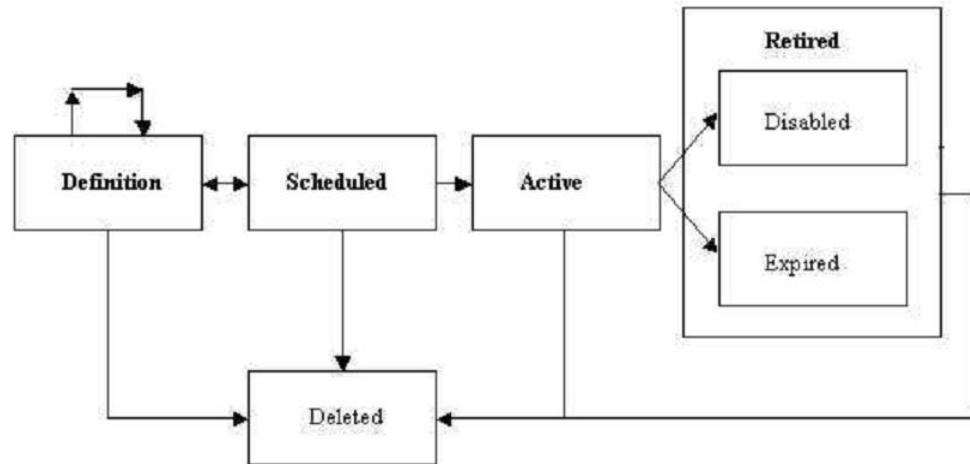 Retired
Disabled
Definition
Scheduled
Active
Expired
Deleted